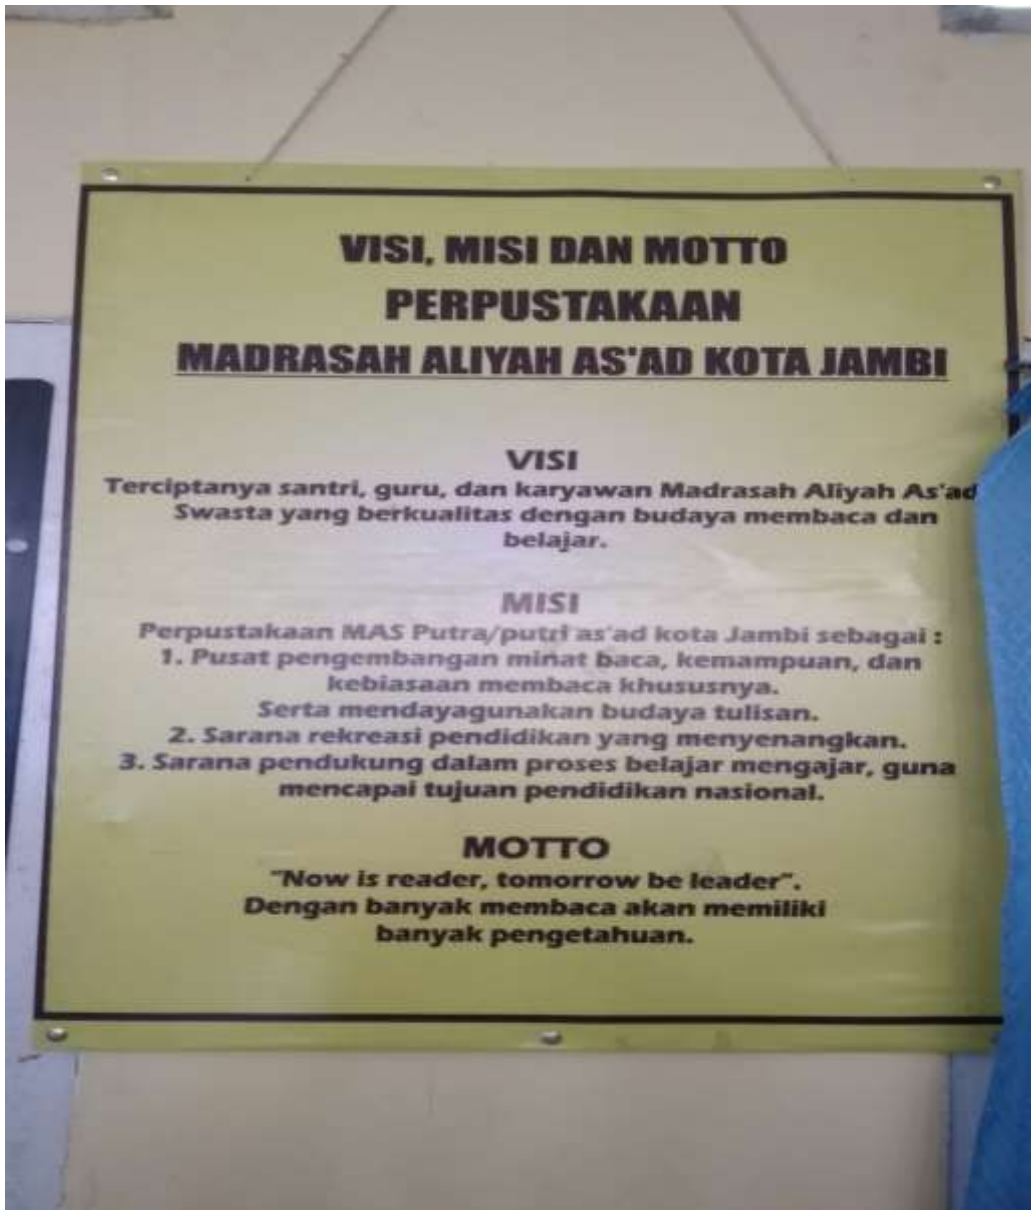 VISI, MISI DAN MOTTO
PERPUSTAKAAN
MADRASAH ALIYAH AS'AD KOTA JAMBI
VISI
Terciptanya santri, guru, dan karyawan Madrasah Aliyah As'ad
Swasta yang berkualitas dengan budaya membaca dan
belajar.
MISI
Perpustakaan MAS Putra/putri as'ad kota Jambi sebagai :
1. Pusat pengembangan minat baca, kemampuan, dan
kebiasaan membaca khususnya.
Serta mendayagunakan budaya tulisan.
2. Sarana rekreasi pendidikan yang menyenangkan.
3. Sarana pendukung dalam proses belajar mengajar, guna
mencapai tujuan pendidikan nasional.
MOTTO
"Now is reader, tomorrow be leader".
Dengan banyak membaca akan memiliki
banyak pengetahuan.